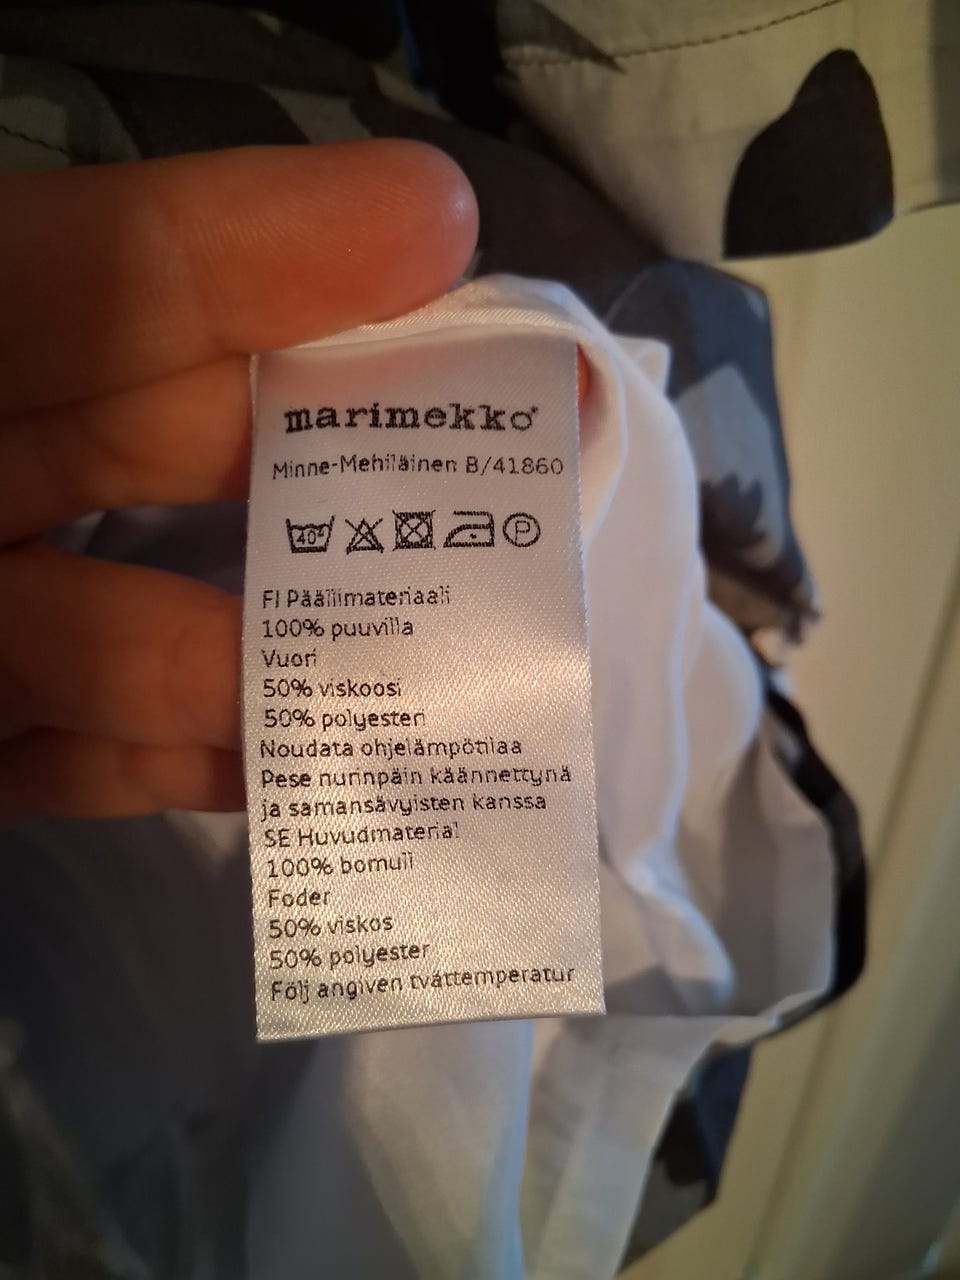 marimekko®
Minne-Mehiläinen B/41860
40° P
FI Päällimateriaali
100% puuvilla
Vuori
50% viskoosi
50% polyesteri
Noudata ohjelämpötilaa
Pese nurinpäin käännettynä
ja samansävyisten kanssa
SE Huvudmaterial
100% bomull
Foder
50% viskos
50% polyester
Följ angiven tvättemperatur